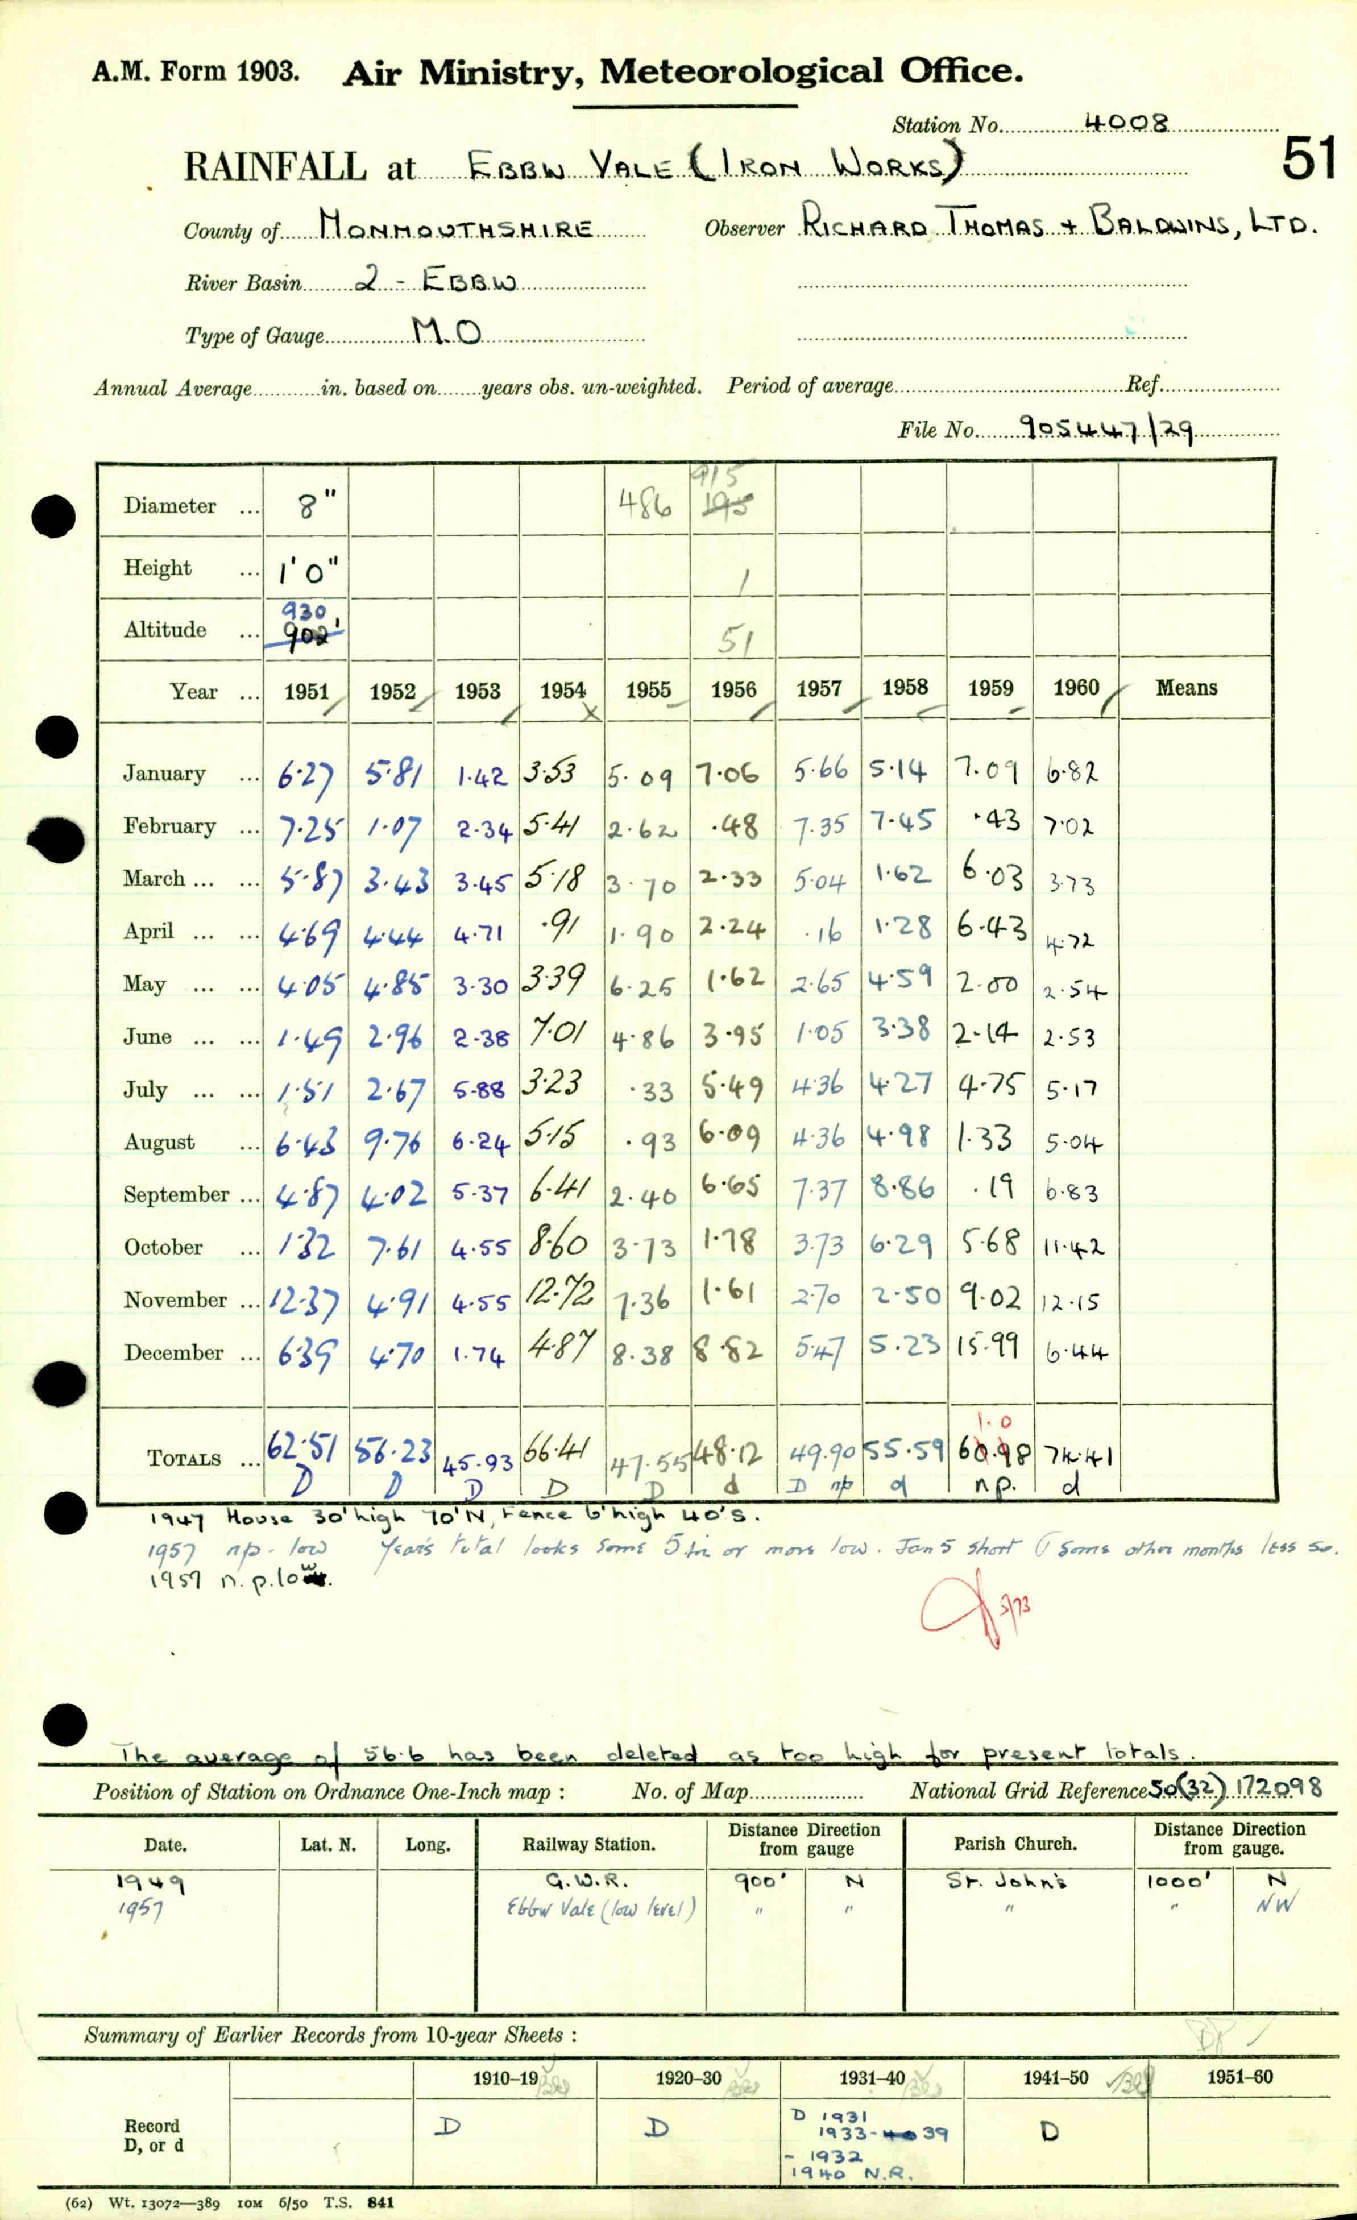 A.M. Form 1903. Air Ministry, Meteorological Office.
Station No. 4008
51
RAINFALL at EBBW VALE (IRON WORKS)
County of MONMOUTHSHIRE Observer RICHARD THOMAS + BALDWINS, LTD.
River Basin 2 - EBBW
Type of Gauge M.O
Annual Average in. based on years obs. un-weighted. Period of average Ref.
File No. 905447/29
915
Diameter ... 8" 486 195
Height ... 1'0" 1
930
Altitude ... 902' 51
Year ... 1951 1952 1953 1954 1955 1956 1957 1958 1959 1960 Means
January ... 6.27 5.81 1.42 3.53 5.09 7.06 5.66 5.14 7.09 6.82
February ... 7.25 1.07 2.34 5.41 2.62 .48 7.35 7.45 .43 7.02
March ... ... 5.87 3.43 3.45 5.18 3.70 2.33 5.04 1.62 6.03 3.73
April ... ... 4.69 4.44 4.71 .91 1.90 2.24 .16 1.28 6.43 4.72
May ... ... 4.05 4.85 3.30 3.39 6.25 1.62 2.65 4.59 2.00 2.54
June ... ... 1.49 2.96 2.38 7.01 4.86 3.95 1.05 3.38 2.14 2.53
July ... ... 1.51 2.67 5.88 3.23 .33 5.49 4.36 4.27 4.75 5.17
August ... 6.43 9.76 6.24 5.15 .93 6.09 4.36 4.98 1.33 5.04
September ... 4.87 4.02 5.37 6.41 2.40 6.65 7.37 8.86 .19 6.83
October ... 1.32 7.61 4.55 8.60 3.73 1.78 3.73 6.29 5.68 11.42
November ... 12.37 4.91 4.55 12.72 7.36 1.61 2.70 2.50 9.02 12.15
December ... 6.39 4.70 1.74 4.87 8.38 8.82 5.47 5.23 15.99 6.44
1.0
TOTALS ... 62.51 56.23 45.93 66.41 47.55 48.12 49.90 55.59 60.98 74.41
D D D D D d D np d n.p. d
1947 House 30' high 70'N, Fence 6' high 40's.
1957 np - low Year's total looks some 5 in or more low. Jan 5 short some other months less so.
1957 n.p. low.
3/73
The average of 56.6 has been deleted as too high for present totals.
Position of Station on Ordnance One-Inch map : No. of Map National Grid Reference 50(32) 172098
Date. Lat. N. Long. Railway Station. Distance Direction from gauge Parish Church. Distance Direction from gauge.
1949 G.W.R. 900' N St. John's 1000' N
1957 Ebbw Vale (low level) " " " " NW
Summary of Earlier Records from 10-year Sheets :
1910–19 1920–30 1931–40 1941–50 1951–60
Record D, or d D D D 1931 D
1933-40 39
- 1932
1940 N.R.
(62) Wt. 13072—389 10M 6/50 T.S. 841